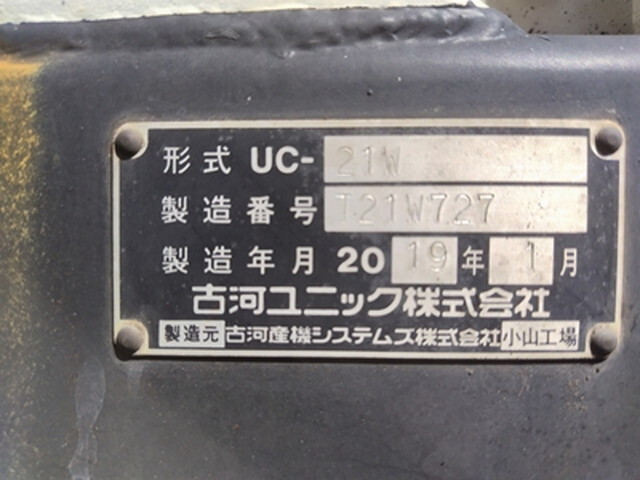 形式 UC-21W
製造番号 T21W727
製造年月 2019年 1月
古河ユニック株式会社
製造元 古河産機システムズ株式会社 小山工場